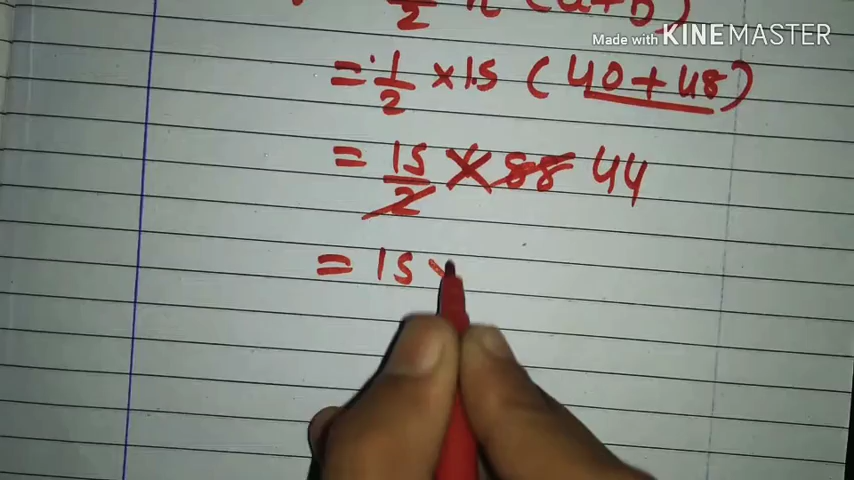 Made with KINEMASTER
= 1/2 × 15 ( 40 + 48 )
= 15/2 × 88 44
= 15